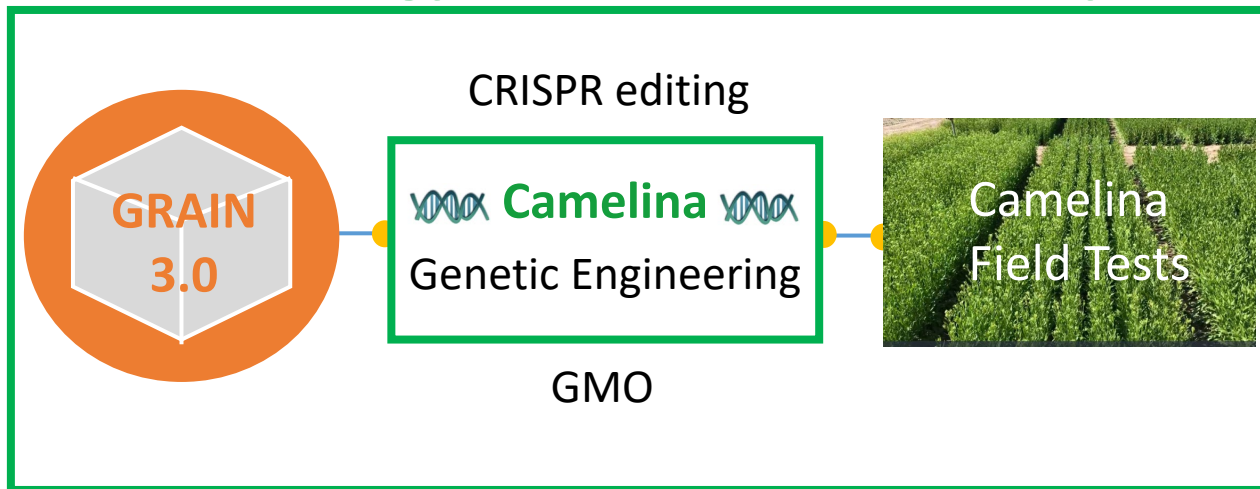 CRISPR editing
GRAIN
3.0
Camelina
Genetic Engineering
GMO
Camelina
Field Tests